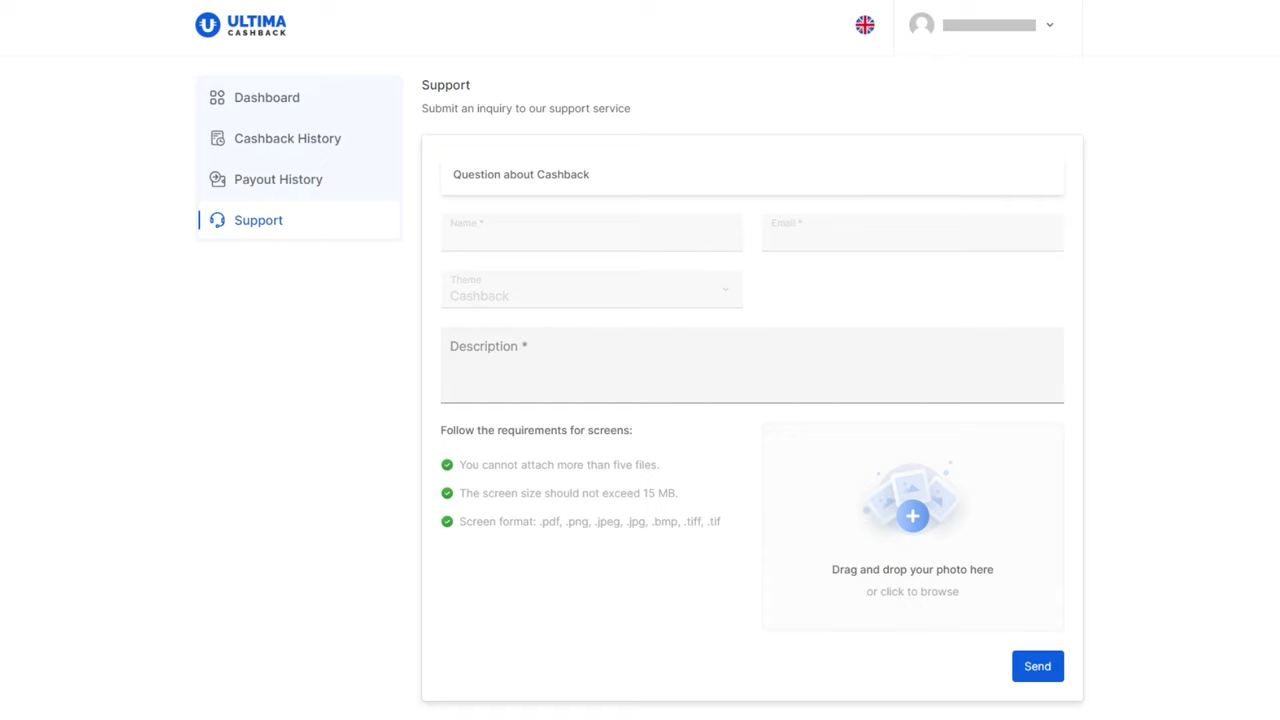 ULTIMA
CASHBACK
Dashboard
Cashback History
Payout History
Support
Support
Submit an inquiry to our support service
Question about Cashback
Name *
Email *
Theme
Cashback
Description *
Follow the requirements for screens:
You cannot attach more than five files.
The screen size should not exceed 15 MB.
Screen format: .pdf, .png, .jpeg, .jpg, .bmp, .tiff, .tif
Drag and drop your photo here
or click to browse
Send